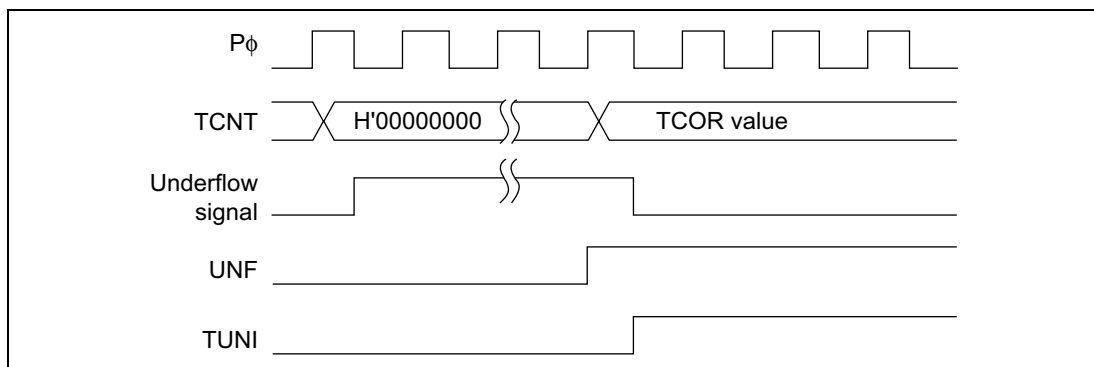 Pϕ
TCNT H'00000000 TCOR value
Underflow
signal
UNF
TUNI